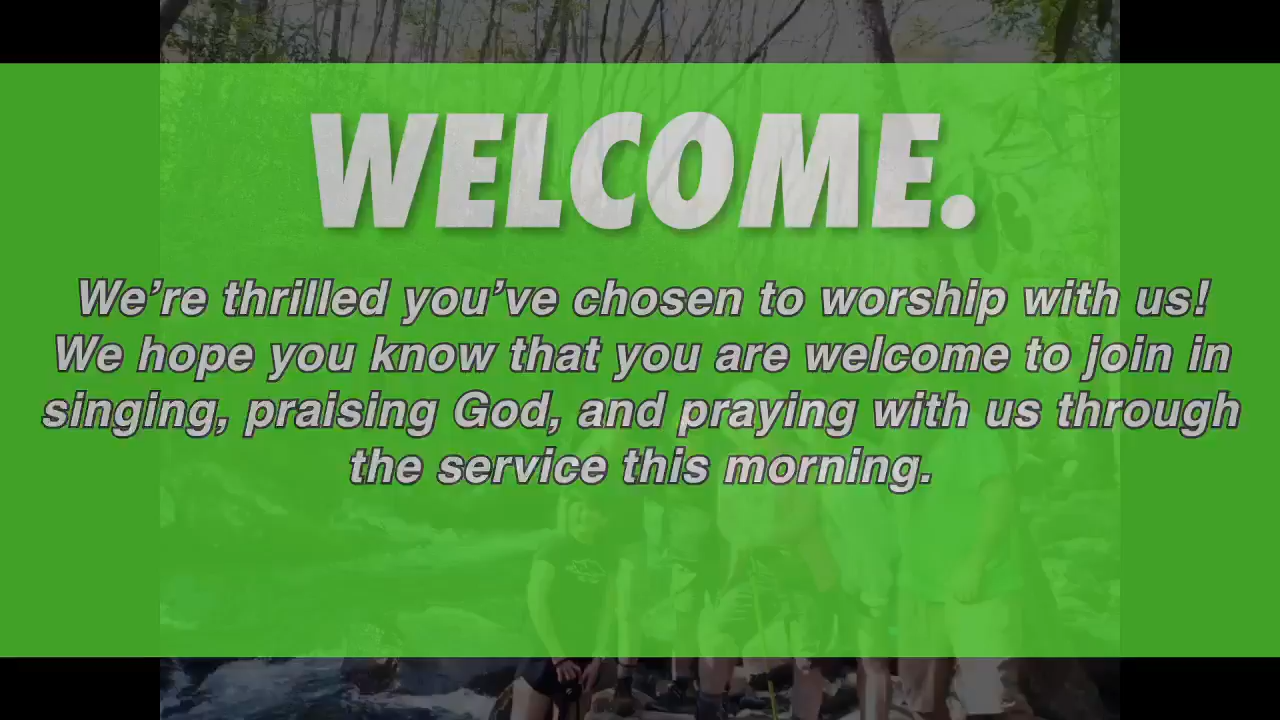 WELCOME.
We’re thrilled you’ve chosen to worship with us!
We hope you know that you are welcome to join in
singing, praising God, and praying with us through
the service this morning.